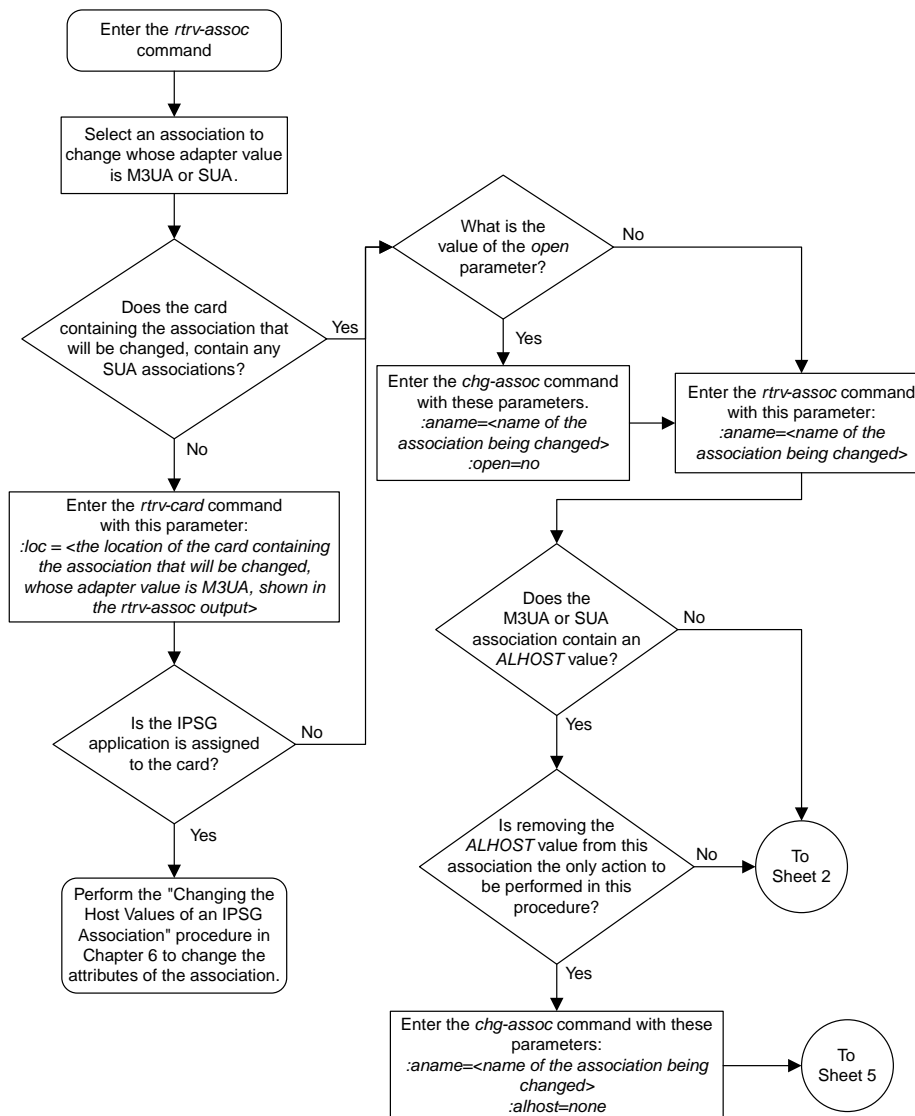 Enter the rtrv-assoc
command
Select an association to
change whose adapter value
is M3UA or SUA.
Does the card
containing the association that
will be changed, contain any
SUA associations?
Yes
No
Enter the rtrv-card command
with this parameter:
:loc = <the location of the card containing
the association that will be changed,
whose adapter value is M3UA, shown in
the rtrv-assoc output>
Is the IPSG
application is assigned
to the card?
No
Yes
Perform the "Changing the
Host Values of an IPSG
Association" procedure in
Chapter 6 to change the
attributes of the association.
What is the
value of the open
parameter?
No
Yes
Enter the chg-assoc command
with these parameters.
:aname=<name of the
association being changed>
:open=no
Enter the rtrv-assoc command
with this parameter:
:aname=<name of the
association being changed>
Does the
M3UA or SUA
association contain an
ALHOST value?
No
Yes
Is removing the
ALHOST value from this
association the only action to
be performed in this
procedure?
No
To
Sheet 2
Yes
Enter the chg-assoc command with these
parameters:
:aname=<name of the association being
changed>
:alhost=none
To
Sheet 5